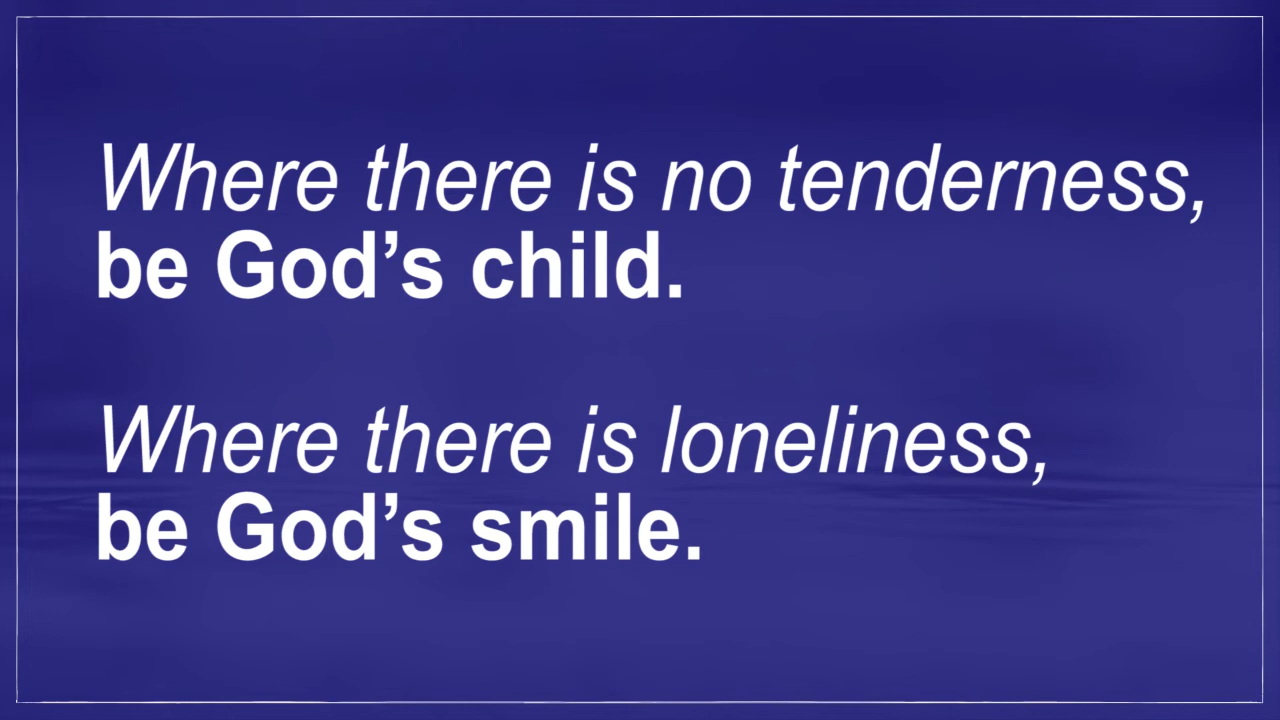 Where there is no tenderness,
be God’s child.
Where there is loneliness,
be God’s smile.